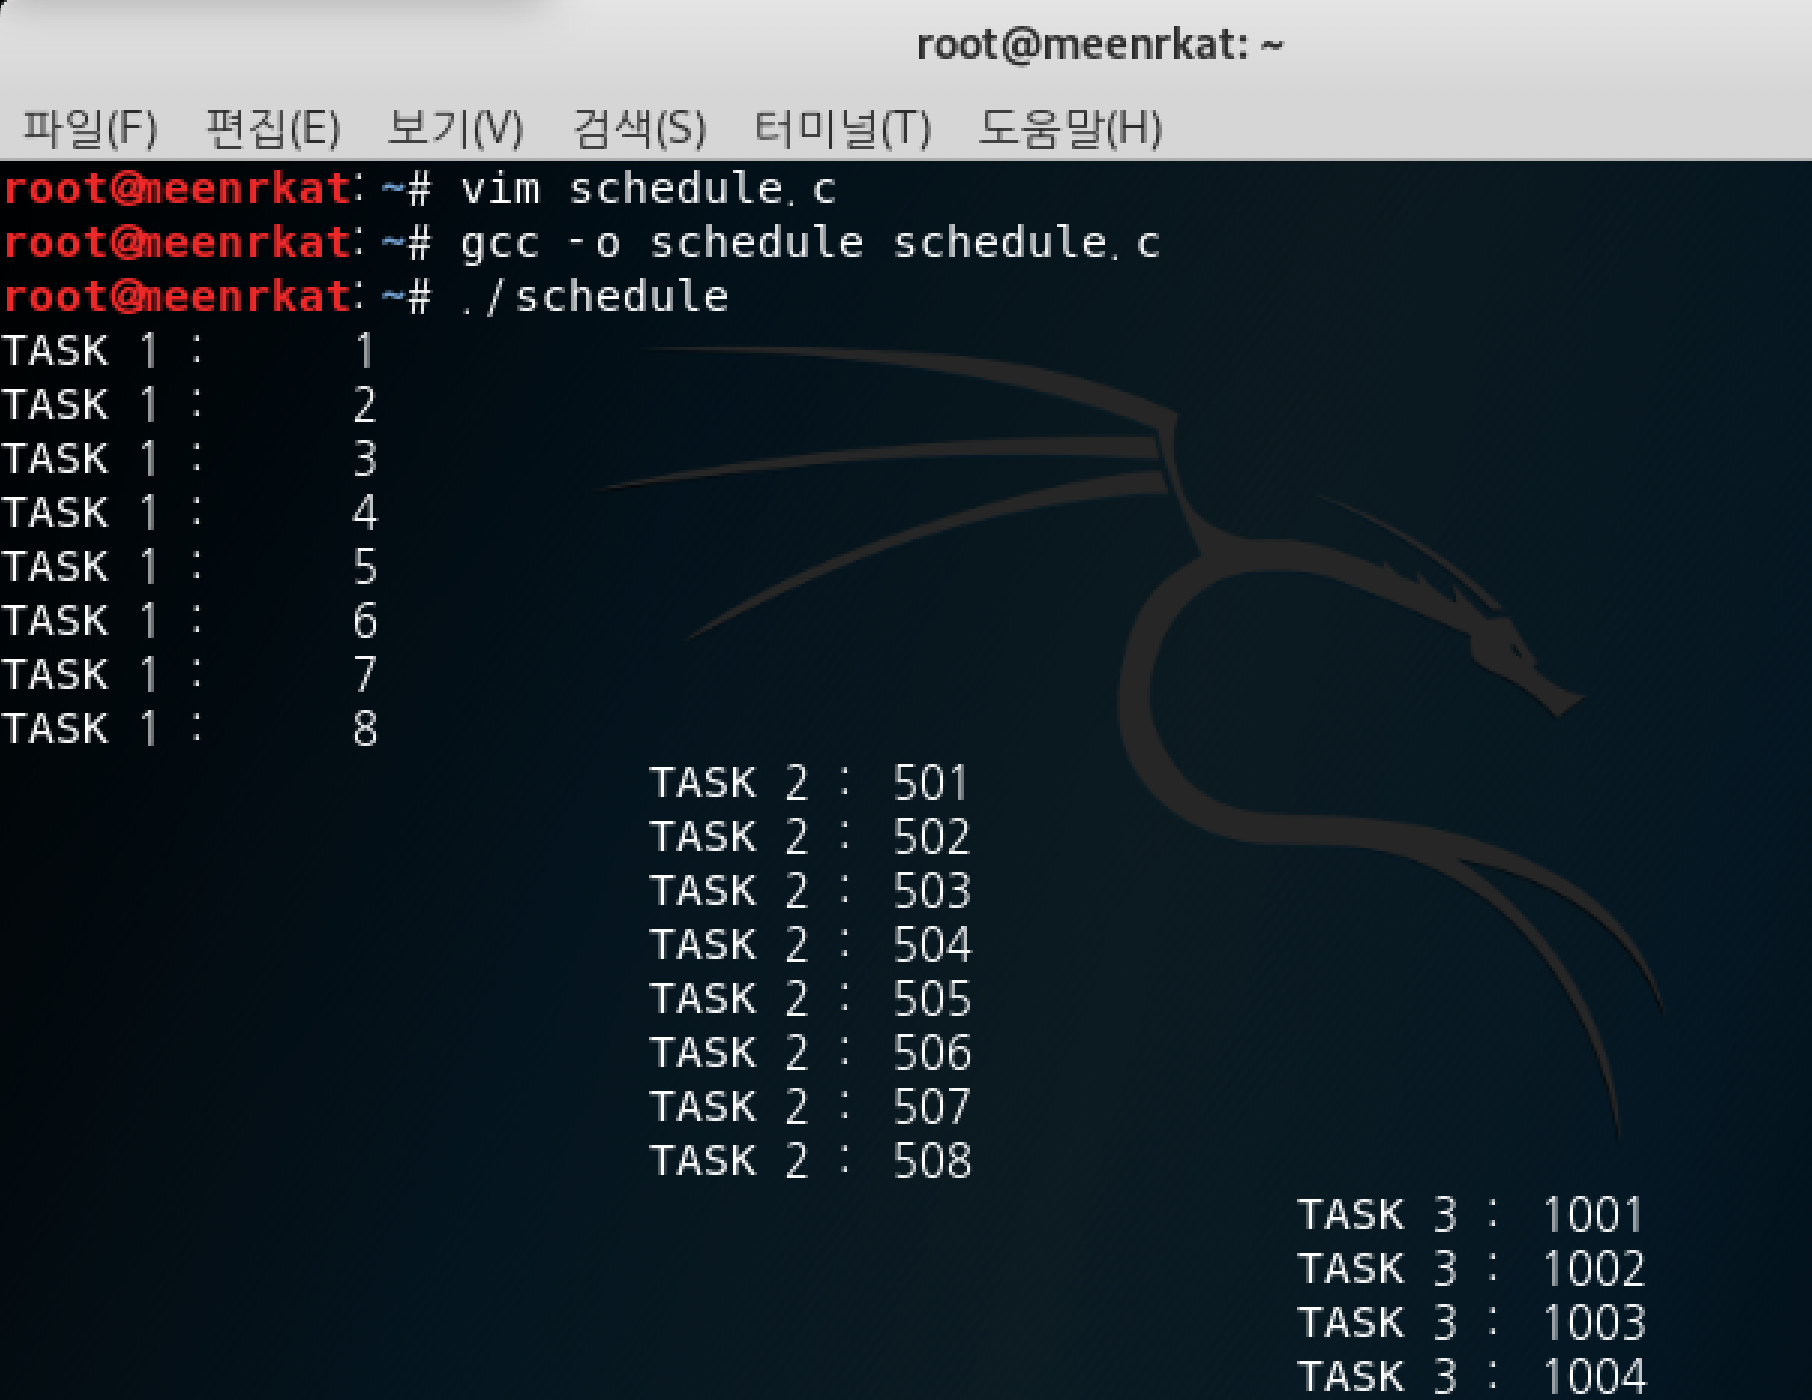 root@meenrkat: ~
파일(F) 편집(E) 보기(V) 검색(S) 터미널(T) 도움말(H)
root@meenrkat:~# vim schedule.c
root@meenrkat:~# gcc -o schedule schedule.c
root@meenrkat:~# ./schedule
TASK 1 : 1
TASK 1 : 2
TASK 1 : 3
TASK 1 : 4
TASK 1 : 5
TASK 1 : 6
TASK 1 : 7
TASK 1 : 8
TASK 2 : 501
TASK 2 : 502
TASK 2 : 503
TASK 2 : 504
TASK 2 : 505
TASK 2 : 506
TASK 2 : 507
TASK 2 : 508
TASK 3 : 1001
TASK 3 : 1002
TASK 3 : 1003
TASK 3 : 1004